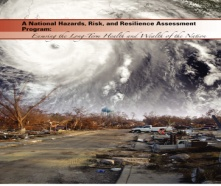 A National Hazards, Risk, and Resilience Assessment
Program:
Ensuring the Long-Term Health and Wealth of the Nation